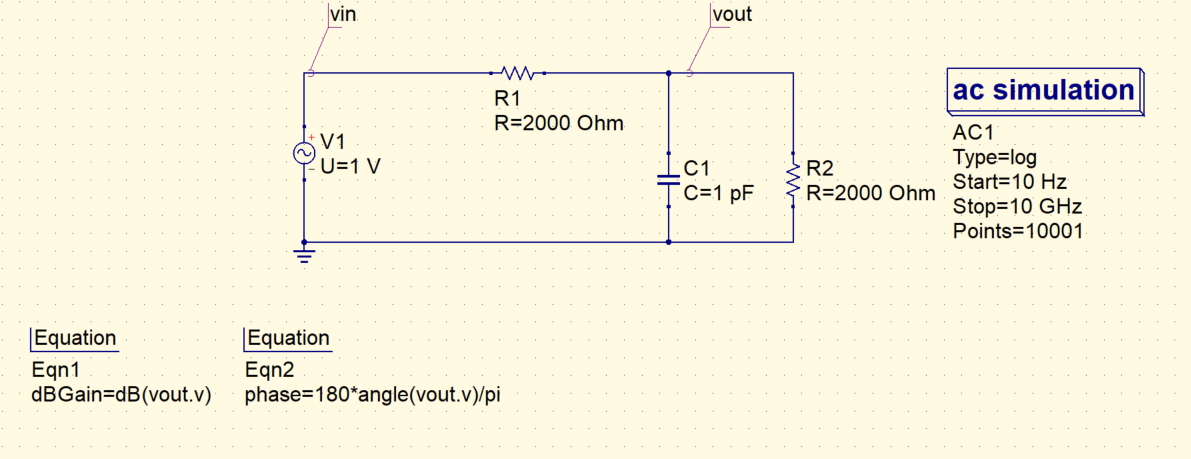 vin
vout
R1
R=2000 Ohm
+
V1
-
U=1 V
C1
C=1 pF
R2
R=2000 Ohm
ac simulation
AC1
Type=log
Start=10 Hz
Stop=10 GHz
Points=10001
Equation
Eqn1
dBGain=dB(vout.v)
Equation
Eqn2
phase=180*angle(vout.v)/pi